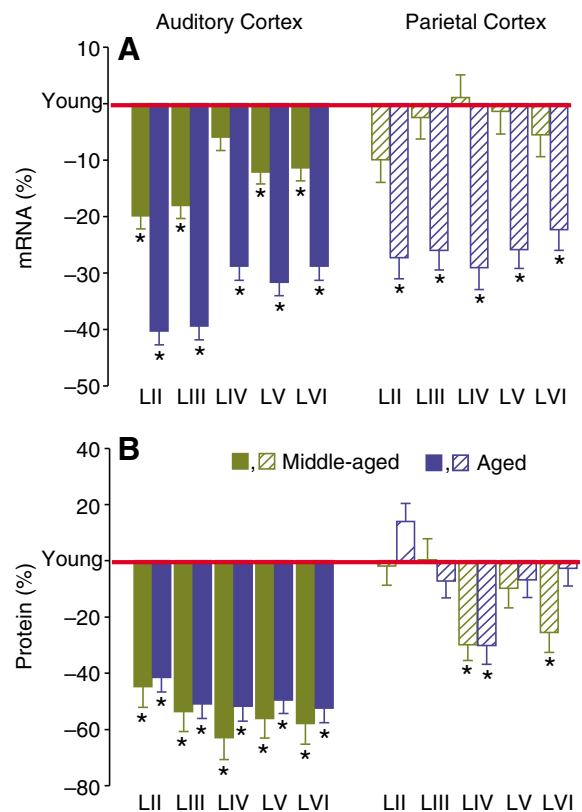 Auditory Cortex Parietal Cortex
A
10
Young
–10
–20
–30
–40
–50
mRNA (%)
* * * * * * * * *
* * * * *
LII LIII LIV LV LVI LII LIII LIV LV LVI
B
40
20
Young
–20
–40
–60
–80
Protein (%)
, Middle-aged , Aged
* * * * * * * * * *
* * *
LII LIII LIV LV LVI LII LIII LIV LV LVI